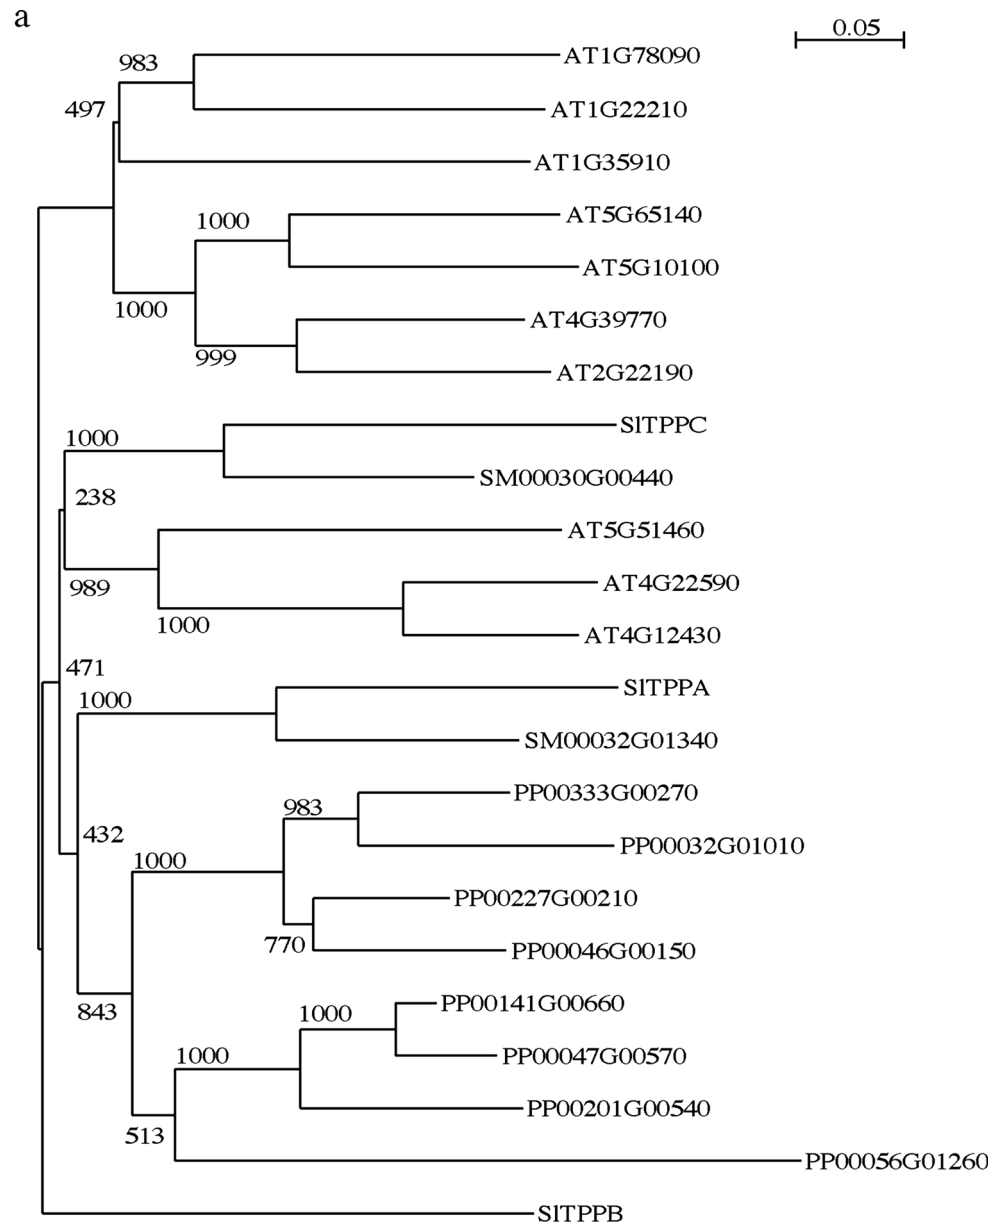 a
0.05
983
AT1G78090
497
AT1G22210
AT1G35910
1000
AT5G65140
AT5G10100
1000
AT4G39770
999
AT2G22190
1000
SlTPPC
SM00030G00440
238
AT5G51460
989
AT4G22590
1000
AT4G12430
471
1000
SlTPPA
SM00032G01340
983
PP00333G00270
432
1000
PP00032G01010
PP00227G00210
770
PP00046G00150
843
1000
PP00141G00660
1000
PP00047G00570
PP00201G00540
513
PP00056G01260
SlTPPB